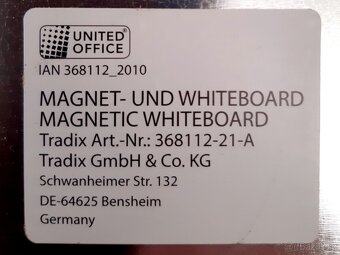 UNITED
OFFICE
IAN 368112_2010
MAGNET- UND WHITEBOARD
MAGNETIC WHITEBOARD
Tradix Art.-Nr.: 368112-21-A
Tradix GmbH & Co. KG
Schwanheimer Str. 132
DE-64625 Bensheim
Germany